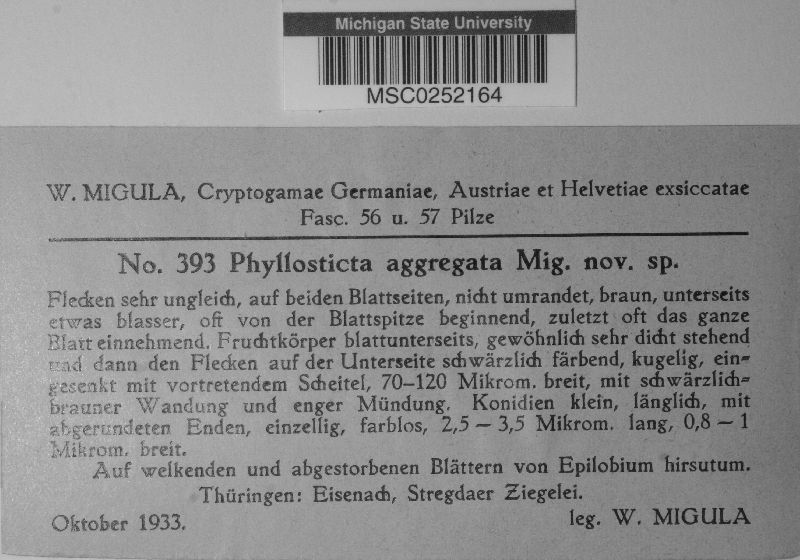 Michigan State University
MSC0252164
W. MIGULA, Cryptogamae Germaniae, Austriae et Helvetiae exsiccatae
Fasc. 56 u. 57 Pilze
No. 393 Phyllosticta aggregata Mig. nov. sp.
Flecken sehr ungleich, auf beiden Blattseiten, nicht umrandet, braun, unterseits
etwas blasser, oft von der Blattspitze beginnend, zuletzt oft das ganze
Blatt einnehmend. Fruchtkörper blattunterseits, gewöhnlich sehr dicht stehend
und dann den Flecken auf der Unterseite schwärzlich färbend, kugelig, ein-
gesenkt mit vortretendem Scheitel, 70–120 Mikrom. breit, mit schwärzlich-
brauner Wandung und enger Mündung. Konidien klein, länglich, mit
abgerundeten Enden, einzellig, farblos, 2,5 – 3,5 Mikrom. lang, 0,8 – 1
Mikrom. breit.
Auf welkenden und abgestorbenen Blättern von Epilobium hirsutum.
Thüringen: Eisenach, Stregdaer Ziegelei.
Oktober 1933. leg. W. MIGULA